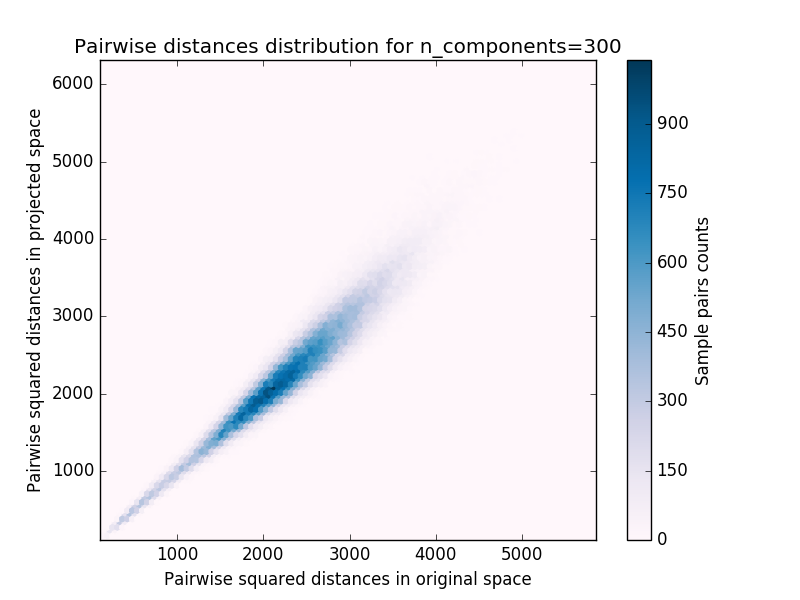 Pairwise distances distribution for n_components=300
6000
5000
4000
3000
2000
1000
Pairwise squared distances in projected space
1000 2000 3000 4000 5000
Pairwise squared distances in original space
900
750
600
450
300
150
0
Sample pairs counts